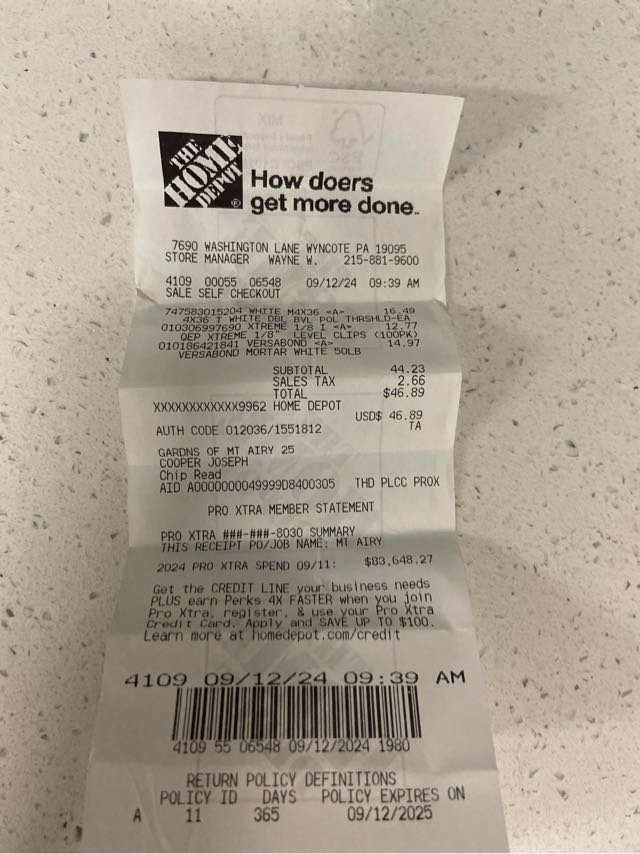 THE
HOME
DEPOT
How doers
get more done.
7690 WASHINGTON LANE WYNCOTE PA 19095
STORE MANAGER WAYNE W. 215-881-9600
4109 00055 06548 09/12/24 09:39 AM
SALE SELF CHECKOUT
747583015204 WHITE M4X36 <A> 16.49
4X36 T WHITE DBL BVL POL THRSHLD-EA
010306997690 XTREME 1/8 I <A> 12.77
QEP XTREME 1/8" LEVEL CLIPS (100PK)
010186421841 VERSABOND <A> 14.97
VERSABOND MORTAR WHITE 50LB
SUBTOTAL 44.23
SALES TAX 2.66
TOTAL $46.89
XXXXXXXXXXXX9962 HOME DEPOT
USD$ 46.89
AUTH CODE 012036/1551812 TA
GARDNS OF MT AIRY 25
COOPER JOSEPH
Chip Read
AID A0000000049999D8400305 THD PLCC PROX
PRO XTRA MEMBER STATEMENT
PRO XTRA ###-###-8030 SUMMARY
THIS RECEIPT PO/JOB NAME: MT AIRY
2024 PRO XTRA SPEND 09/11: $83,648.27
Get the CREDIT LINE your business needs
PLUS earn Perks 4X FASTER when you join
Pro Xtra, register, & use your Pro Xtra
Credit Card. Apply and SAVE UP TO $100.
Learn more at homedepot.com/credit
4109 09/12/24 09:39 AM
4109 55 06548 09/12/2024 1980
RETURN POLICY DEFINITIONS
POLICY ID DAYS POLICY EXPIRES ON
A 11 365 09/12/2025